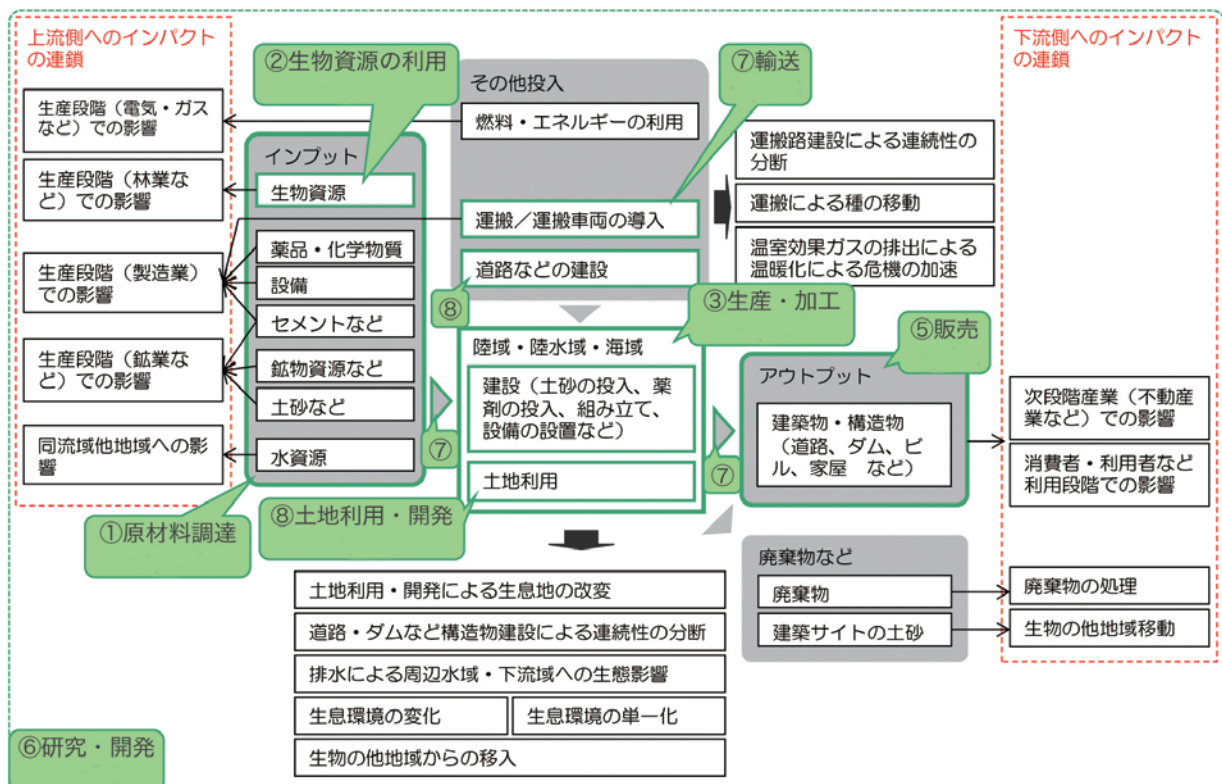 上流側へのインパクト
の連鎖
②生物資源の利用
その他投入
⑦輸送
下流側へのインパクト
の連鎖
生産段階（電気・ガス
など）での影響
燃料・エネルギーの利用
インプット
生産段階（林業な
ど）での影響
生物資源
運搬路建設による連続性の
分断
運搬／運搬車両の導入
運搬による種の移動
薬品・化学物質
生産段階（製造業）
での影響
設備
道路などの建設
温室効果ガスの排出による
温暖化による危機の加速
⑧
③生産・加工
セメントなど
⑤販売
生産段階（鉱業な
ど）での影響
鉱物資源など
土砂など
陸域・陸水域・海域
建設（土砂の投入、薬
剤の投入、組み立て、
設備の設置など）
アウトプット
建築物・構造物
（道路、ダム、ビ
ル、家屋　など）
次段階産業（不動産
業など）での影響
同流域他地域への影
響
水資源
⑦
土地利用
⑦
消費者・利用者など
利用段階での影響
①原材料調達
⑧土地利用・開発
廃棄物など
廃棄物
廃棄物の処理
建築サイトの土砂
生物の他地域移動
土地利用・開発による生息地の改変
道路・ダムなど構造物建設による連続性の分断
排水による周辺水域・下流域への生態影響
生息環境の変化
生息環境の単一化
生物の他地域からの移入
⑥研究・開発